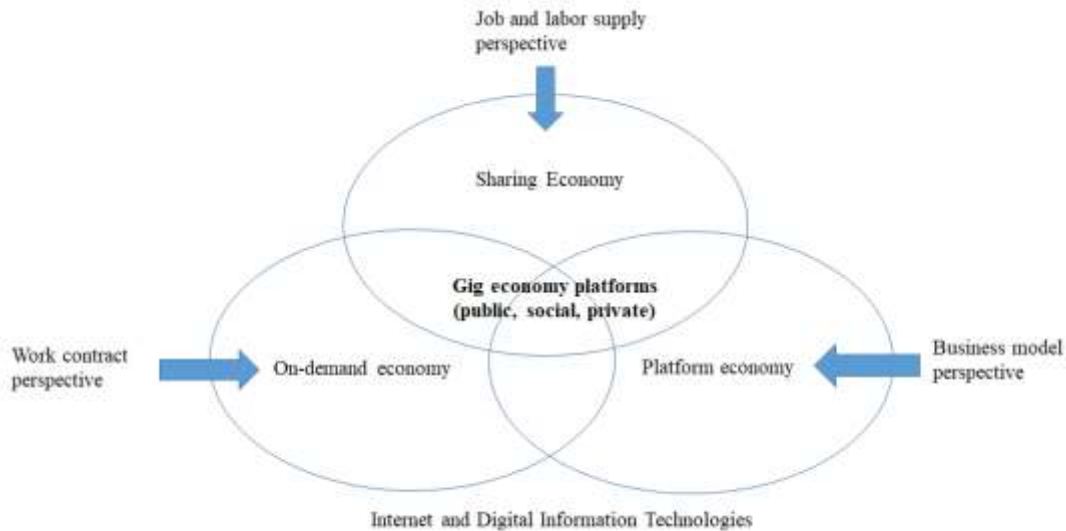 Job and labor supply
perspective
Sharing Economy
Gig economy platforms
(public, social, private)
Work contract
perspective
On-demand economy
Platform economy
Business model
perspective
Internet and Digital Information Technologies